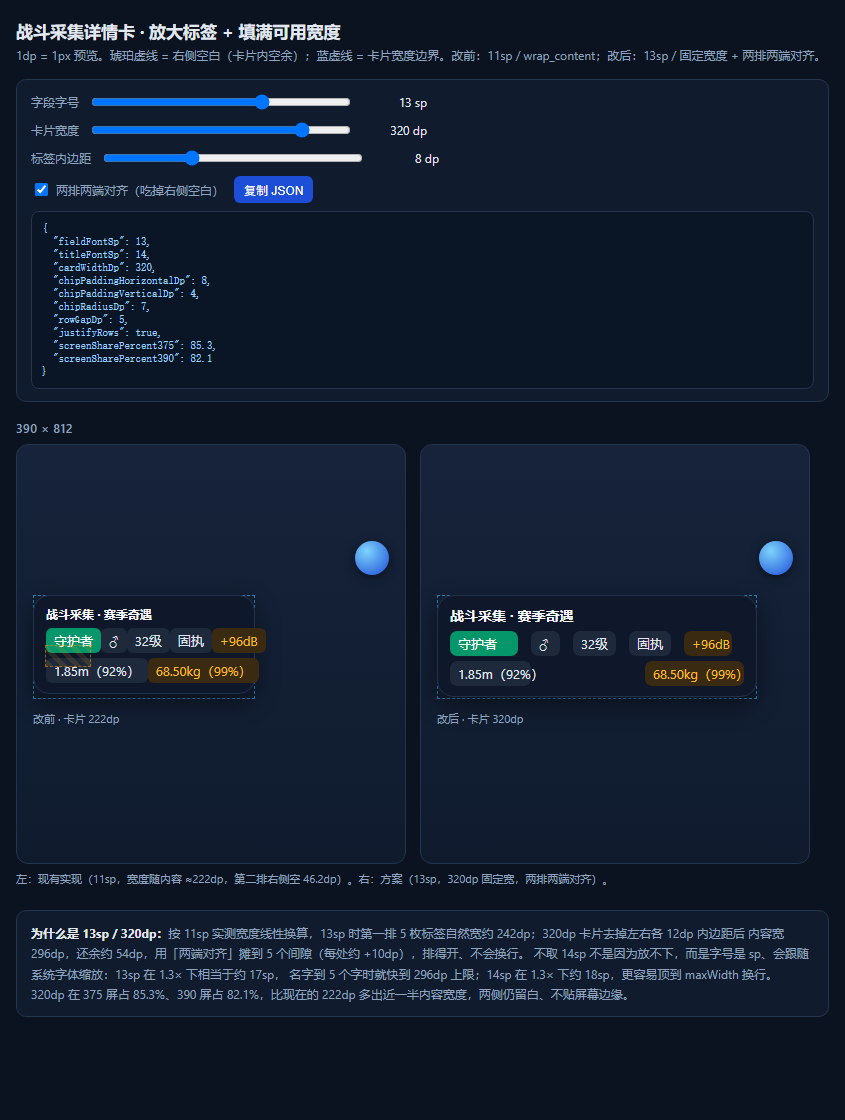 战斗采集详情卡 · 放大标签 + 填满可用宽度
1dp = 1px 预览。琥珀虚线 = 右侧空白（卡片内空余）；蓝虚线 = 卡片宽度边界。改前：11sp / wrap_content；改后：13sp / 固定宽度 + 两排两端对齐。
字段字号 13 sp
卡片宽度 320 dp
标签内边距 8 dp
两排两端对齐（吃掉右侧空白） 复制 JSON
{
"fieldFontSp": 13,
"titleFontSp": 14,
"cardWidthDp": 320,
"chipPaddingHorizontalDp": 8,
"chipPaddingVerticalDp": 4,
"chipRadiusDp": 7,
"rowGapDp": 5,
"justifyRows": true,
"screenSharePercent375": 85.3,
"screenSharePercent390": 82.1
}
390 × 812
战斗采集 · 赛季奇遇
守护者 ♂ 32级 固执 +96dB
1.85m（92%） 68.50kg（99%）
改前 · 卡片 222dp
战斗采集 · 赛季奇遇
守护者 ♂ 32级 固执 +96dB
1.85m（92%） 68.50kg（99%）
改后 · 卡片 320dp
左：现有实现（11sp，宽度随内容 ≈222dp，第二排右侧空 46.2dp）。右：方案（13sp，320dp 固定宽，两排两端对齐）。
为什么是 13sp / 320dp：按 11sp 实测宽度线性换算，13sp 时第一排 5 枚标签自然宽约 242dp；320dp 卡片去掉左右各 12dp 内边距后 内容宽
296dp，还余约 54dp，用「两端对齐」摊到 5 个间隙（每处约 +10dp），排得开、不会换行。 不取 14sp 不是因为放不下，而是字号是 sp、会跟随
系统字体缩放：13sp 在 1.3× 下相当于约 17sp， 名字到 5 个字时就快到 296dp 上限；14sp 在 1.3× 下约 18sp，更容易顶到 maxWidth 换行。
320dp 在 375 屏占 85.3%、390 屏占 82.1%，比现在的 222dp 多出近一半内容宽度，两侧仍留白、不贴屏幕边缘。